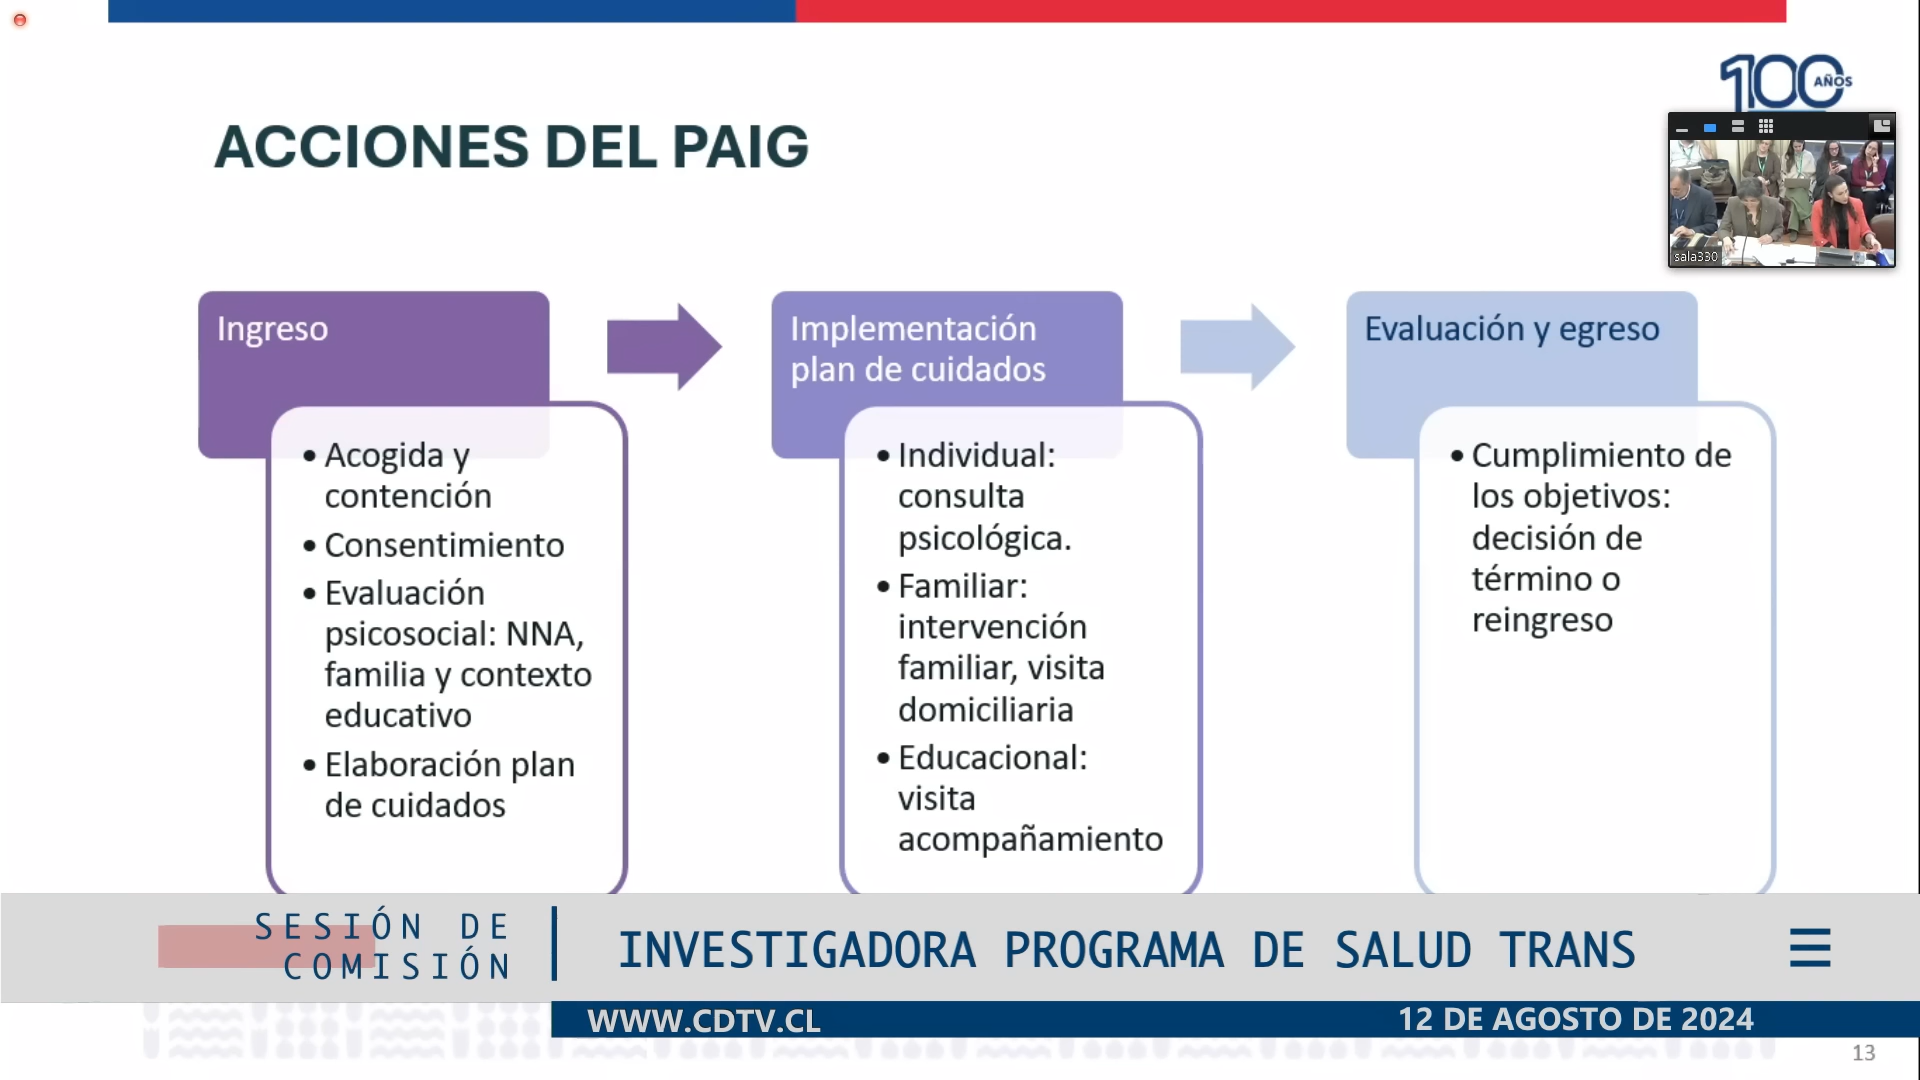 100 AÑOS
ACCIONES DEL PAIG
sala330
Ingreso
• Acogida y
contención
• Consentimiento
• Evaluación
psicosocial: NNA,
familia y contexto
educativo
• Elaboración plan
de cuidados
Implementación
plan de cuidados
• Individual:
consulta
psicológica.
• Familiar:
intervención
familiar, visita
domiciliaria
• Educacional:
visita
acompañamiento
Evaluación y egreso
• Cumplimiento de
los objetivos:
decisión de
término o
reingreso
SESIÓN DE
COMISIÓN
INVESTIGADORA PROGRAMA DE SALUD TRANS
WWW.CDTV.CL
12 DE AGOSTO DE 2024
13